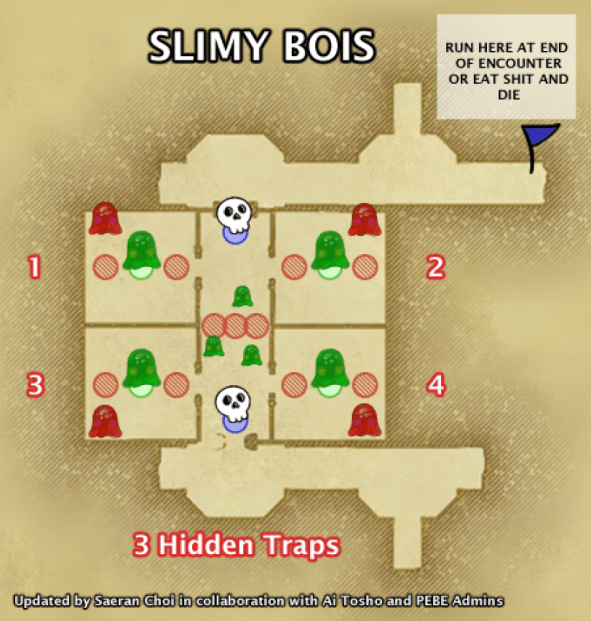 SLIMY BOIS
RUN HERE AT END
OF ENCOUNTER
OR EAT SHIT AND
DIE
1
2
3
4
3 Hidden Traps
Updated by Saeran Choi in collaboration with Ai Tosho and PEBE Admins